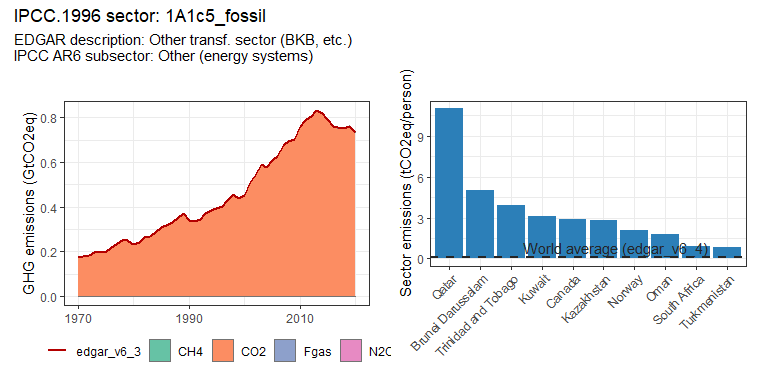 IPCC.1996 sector: 1A1c5_fossil
EDGAR description: Other transf. sector (BKB, etc.)
IPCC AR6 subsector: Other (energy systems)
GHG emissions (GtCO2eq)
0.8
0.6
0.4
0.2
0.0
1970
1990
2010
edgar_v6_3
CH4
CO2
Fgas
N2O
Sector emissions (tCO2eq/person)
9
6
3
0
World average (edgar_v6_4)
Qatar
Brunei Darussalam
Trinidad and Tobago
Kuwait
Canada
Kazakhstan
Norway
Oman
South Africa
Turkmenistan